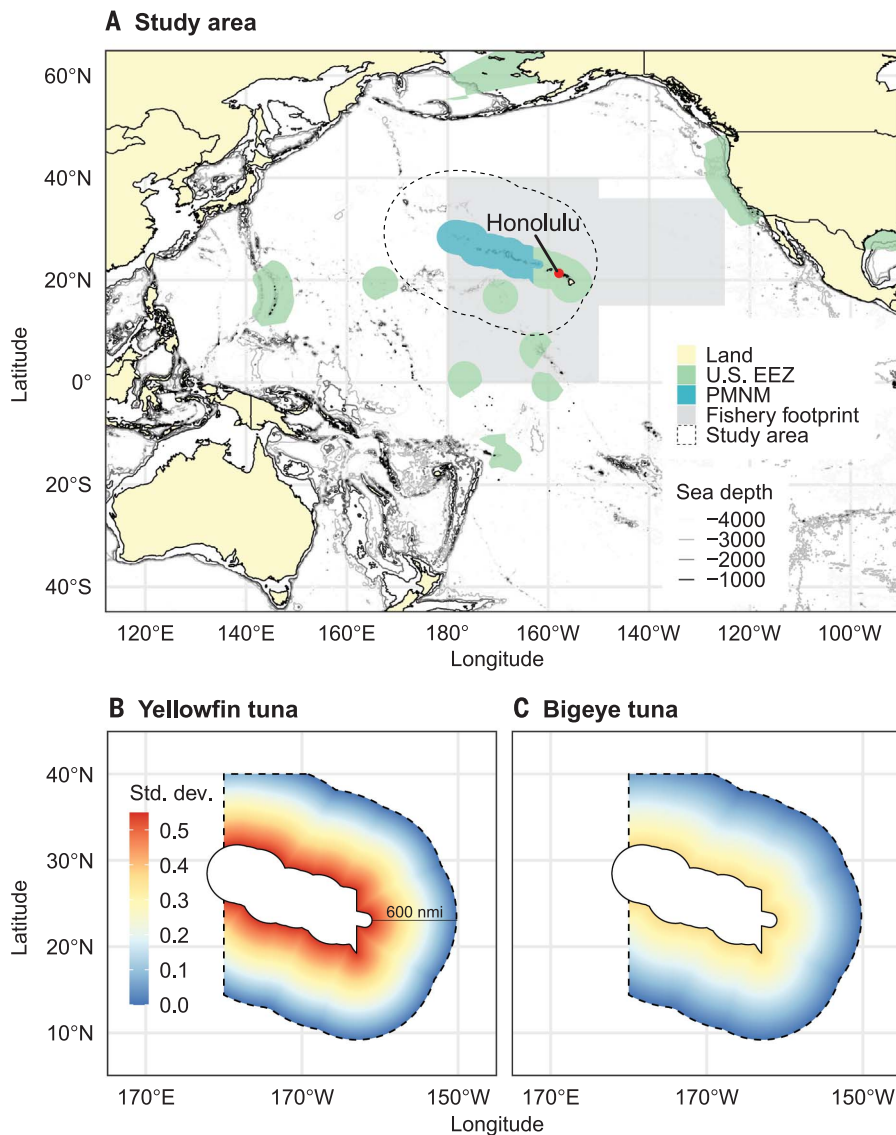 A Study area
60°N
40°N
20°N
0°
20°S
40°S
Latitude
Honolulu
Land
U.S. EEZ
PMNM
Fishery footprint
Study area
Sea depth
−4000
−3000
−2000
−1000
120°E 140°E 160°E 180° 160°W 140°W 120°W 100°W
Longitude
B Yellowfin tuna
40°N
30°N
20°N
10°N
Latitude
Std. dev.
0.5
0.4
0.3
0.2
0.1
0.0
600 nmi
170°E 170°W 150°W
C Bigeye tuna
170°E 170°W 150°W
Longitude Longitude